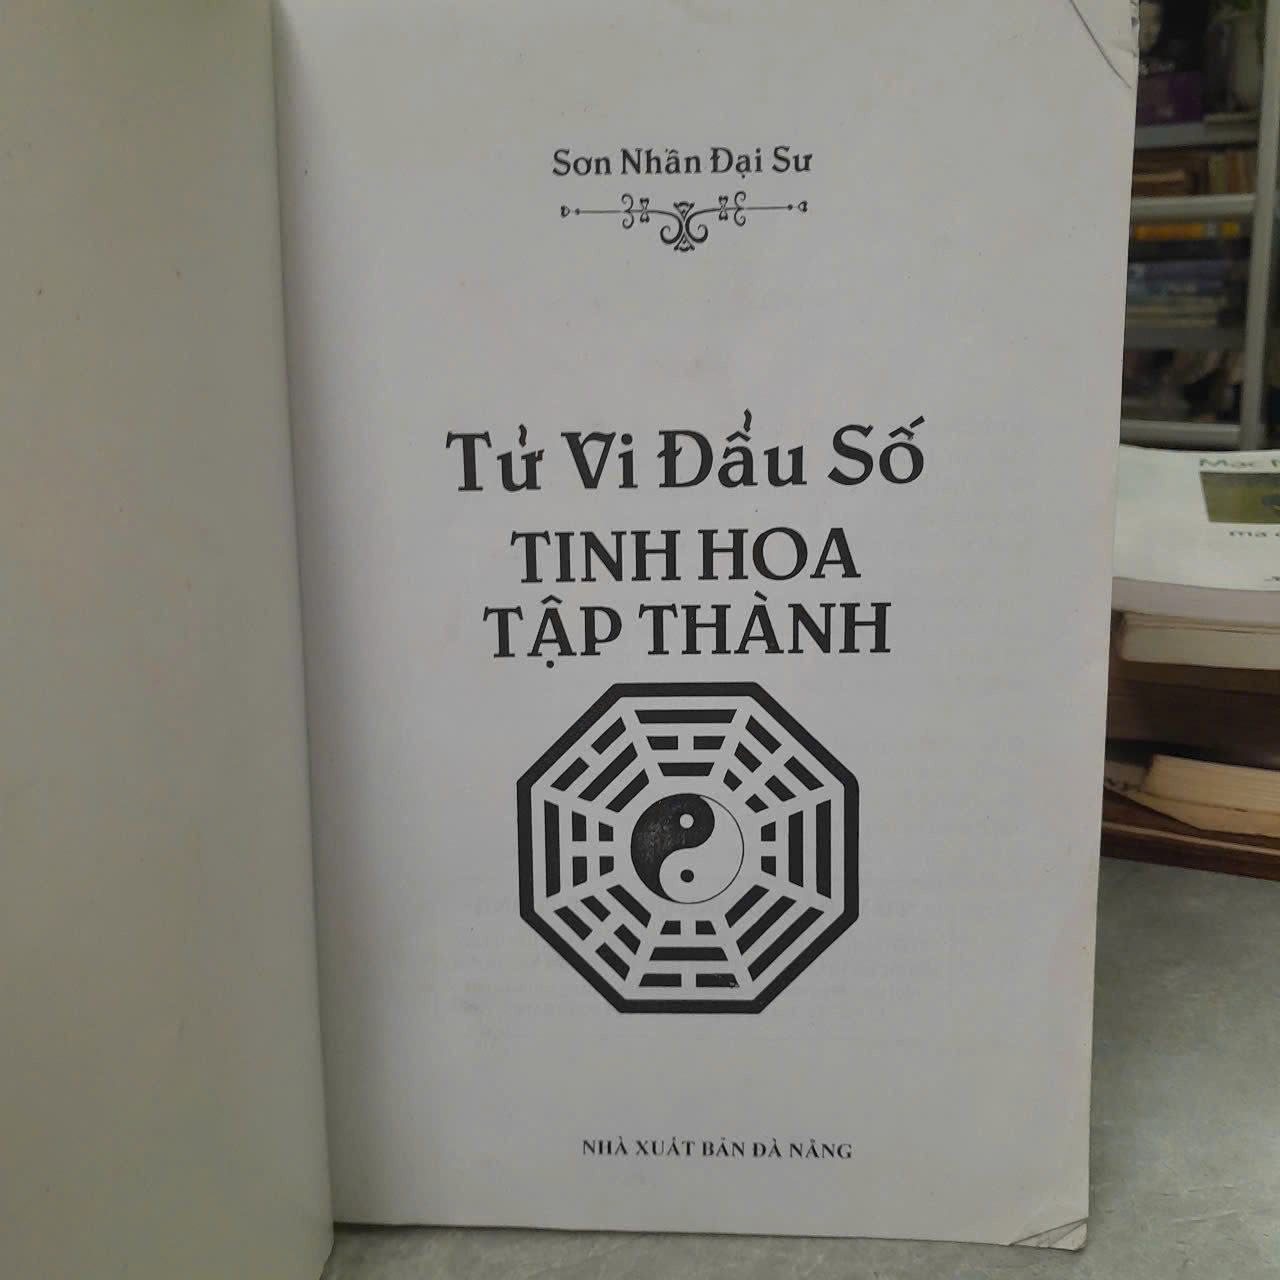 Sơn Nhân Đại Sư
Tử Vi Đẩu Số
TINH HOA
TẬP THÀNH
NHÀ XUẤT BẢN ĐÀ NẴNG